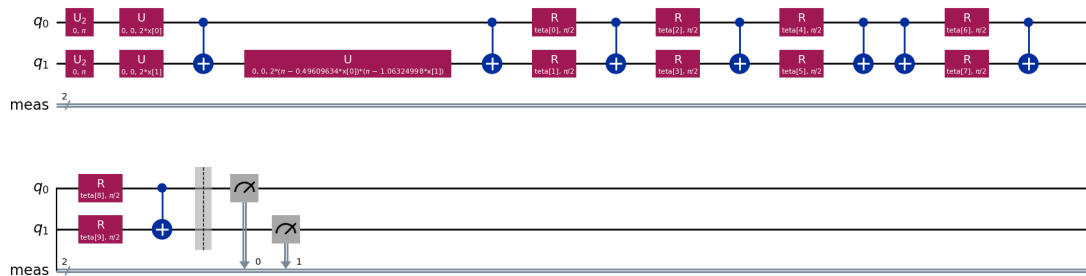 q0 U2 U R R R R
0, π 0, 0, 2*x[0] teta[0], π/2 teta[2], π/2 teta[4], π/2 teta[6], π/2
q1 U2 U U R R R R
0, π 0, 0, 2*x[1] 0, 0, 2*(π − 0.49609634*x[0])*(π − 1.06324998*x[1]) teta[1], π/2 teta[3], π/2 teta[5], π/2 teta[7], π/2
2
meas
q0 R
teta[8], π/2
q1 R
teta[9], π/2
2 0 1
meas